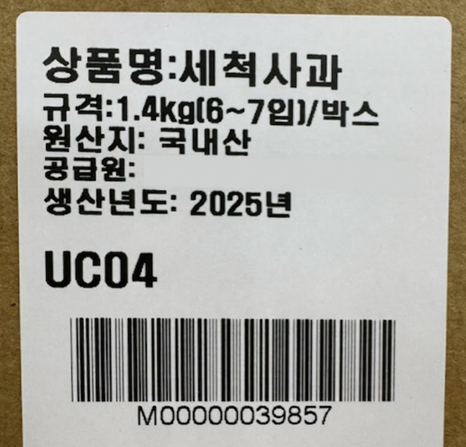 상품명:세척사과
규격:1.4kg(6~7입)/박스
원산지: 국내산
공급원:
생산년도: 2025년
UC04
M00000039857